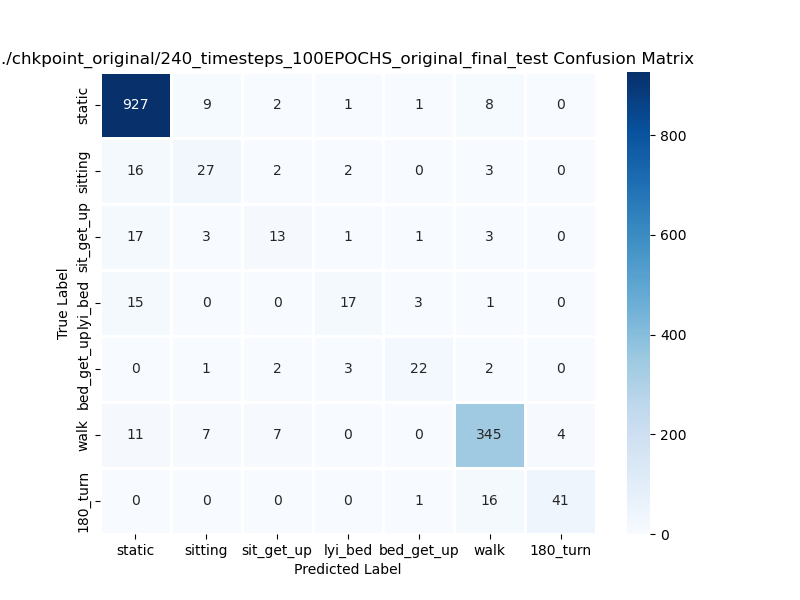 ./chkpoint_original/240_timesteps_100EPOCHS_original_final_test Confusion Matrix
static 927 9 2 1 1 8 0
sitting 16 27 2 2 0 3 0
sit_get_up 17 3 13 1 1 3 0
lyi_bed 15 0 0 17 3 1 0
bed_get_up 0 1 2 3 22 2 0
walk 11 7 7 0 0 345 4
180_turn 0 0 0 0 1 16 41
True Label
static sitting sit_get_up lyi_bed bed_get_up walk 180_turn
Predicted Label
800
600
400
200
0